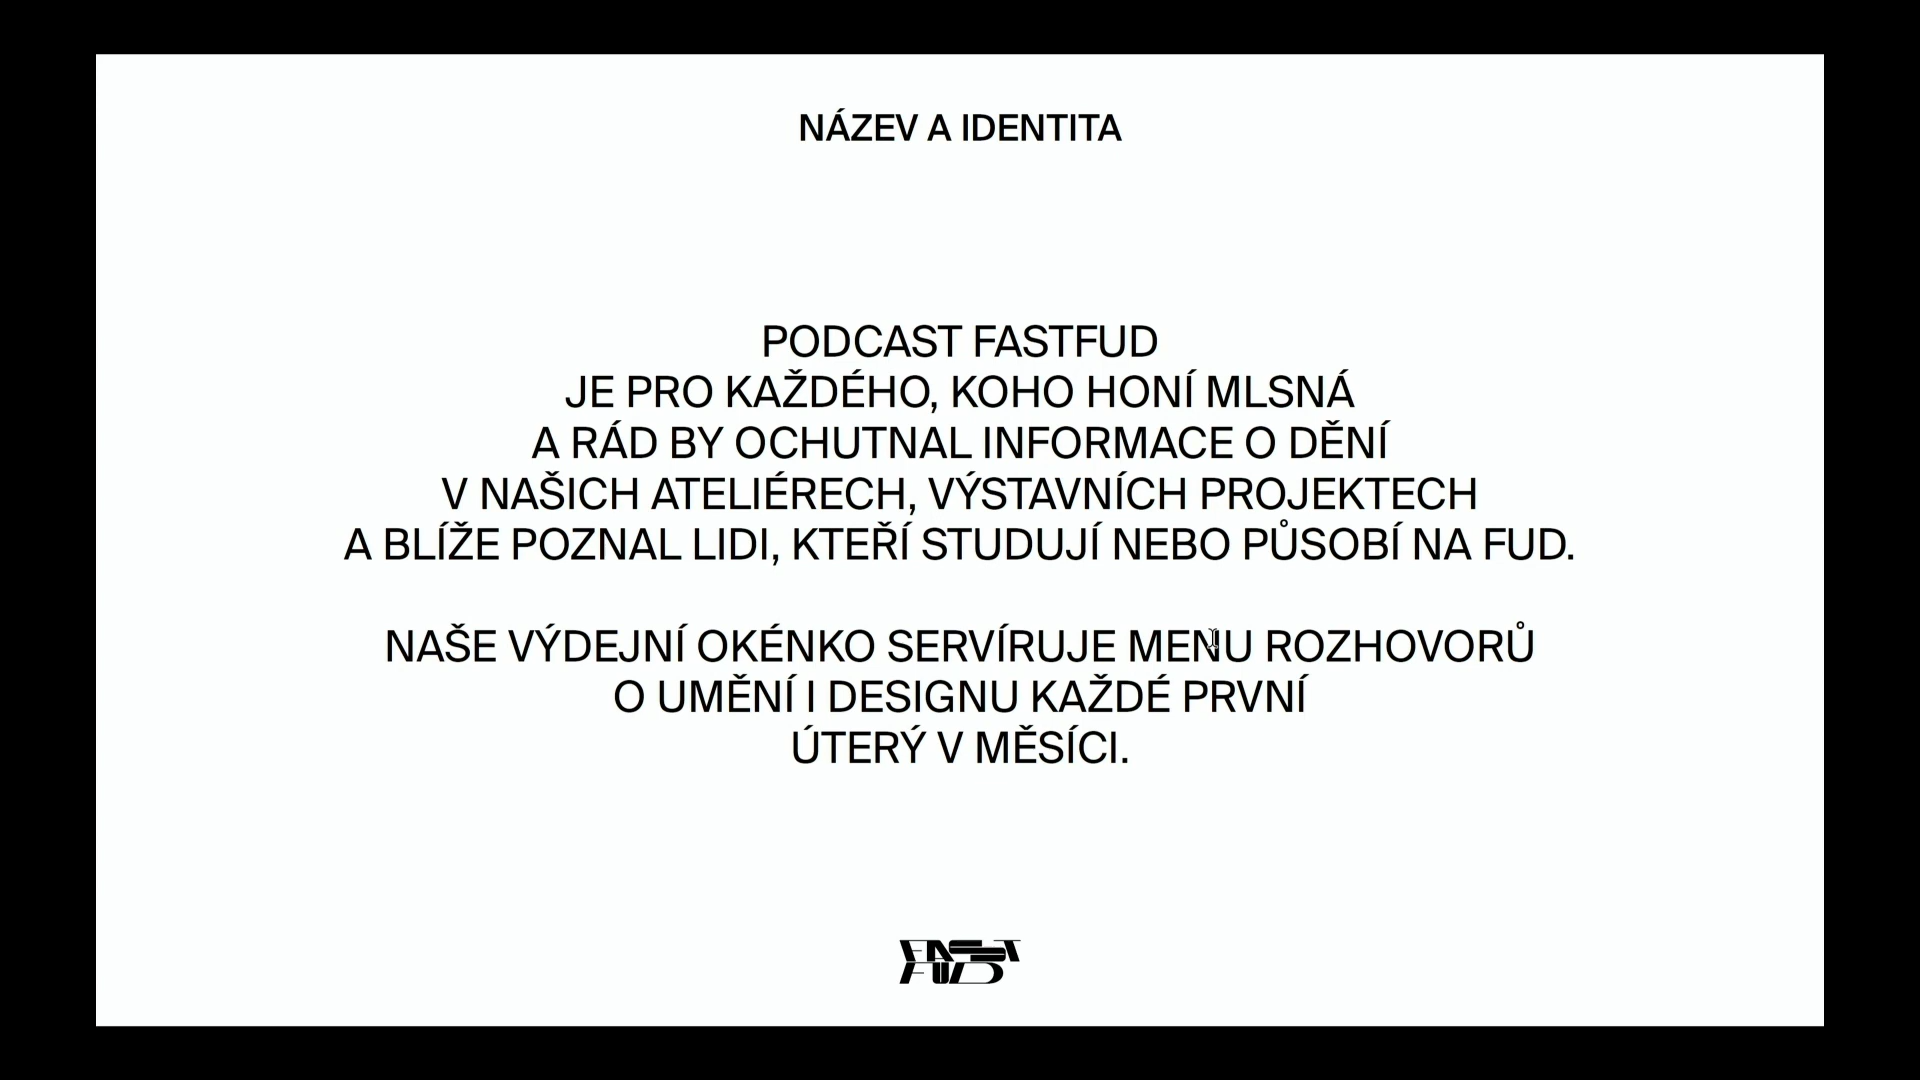 NÁZEV A IDENTITA
PODCAST FASTFUD
JE PRO KAŽDÉHO, KOHO HONÍ MLSNÁ
A RÁD BY OCHUTNAL INFORMACE O DĚNÍ
V NAŠICH ATELIÉRECH, VÝSTAVNÍCH PROJEKTECH
A BLÍŽE POZNAL LIDI, KTEŘÍ STUDUJÍ NEBO PŮSOBÍ NA FUD.
NAŠE VÝDEJNÍ OKÉNKO SERVÍRUJE MENU ROZHOVORŮ
O UMĚNÍ I DESIGNU KAŽDÉ PRVNÍ
ÚTERÝ V MĚSÍCI.
FAST
FUD